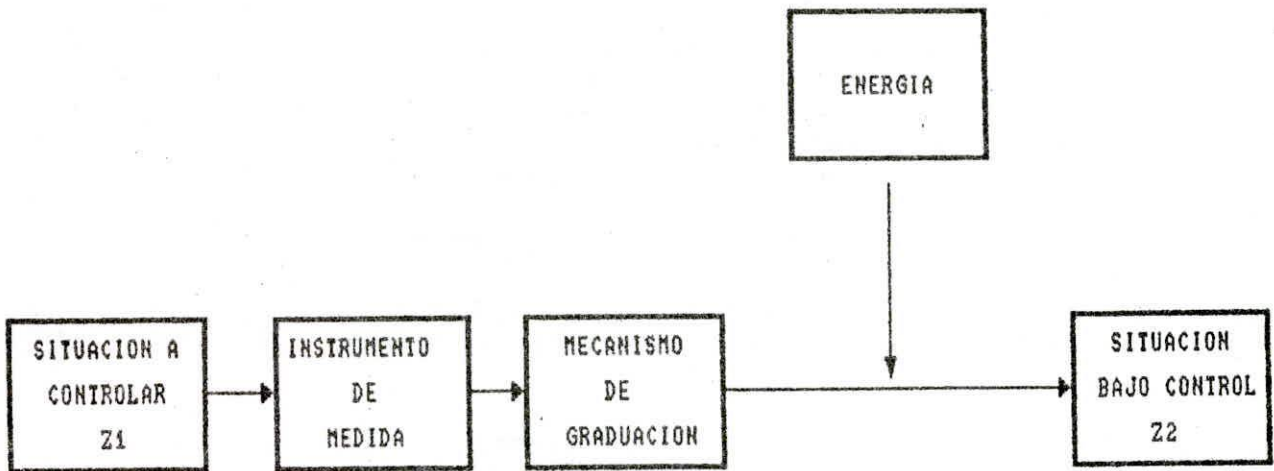 ENERGIA
SITUACION A
CONTROLAR
Z1
INSTRUMENTO
DE
MEDIDA
MECANISMO
DE
GRADUACION
SITUACION
BAJO CONTROL
Z2